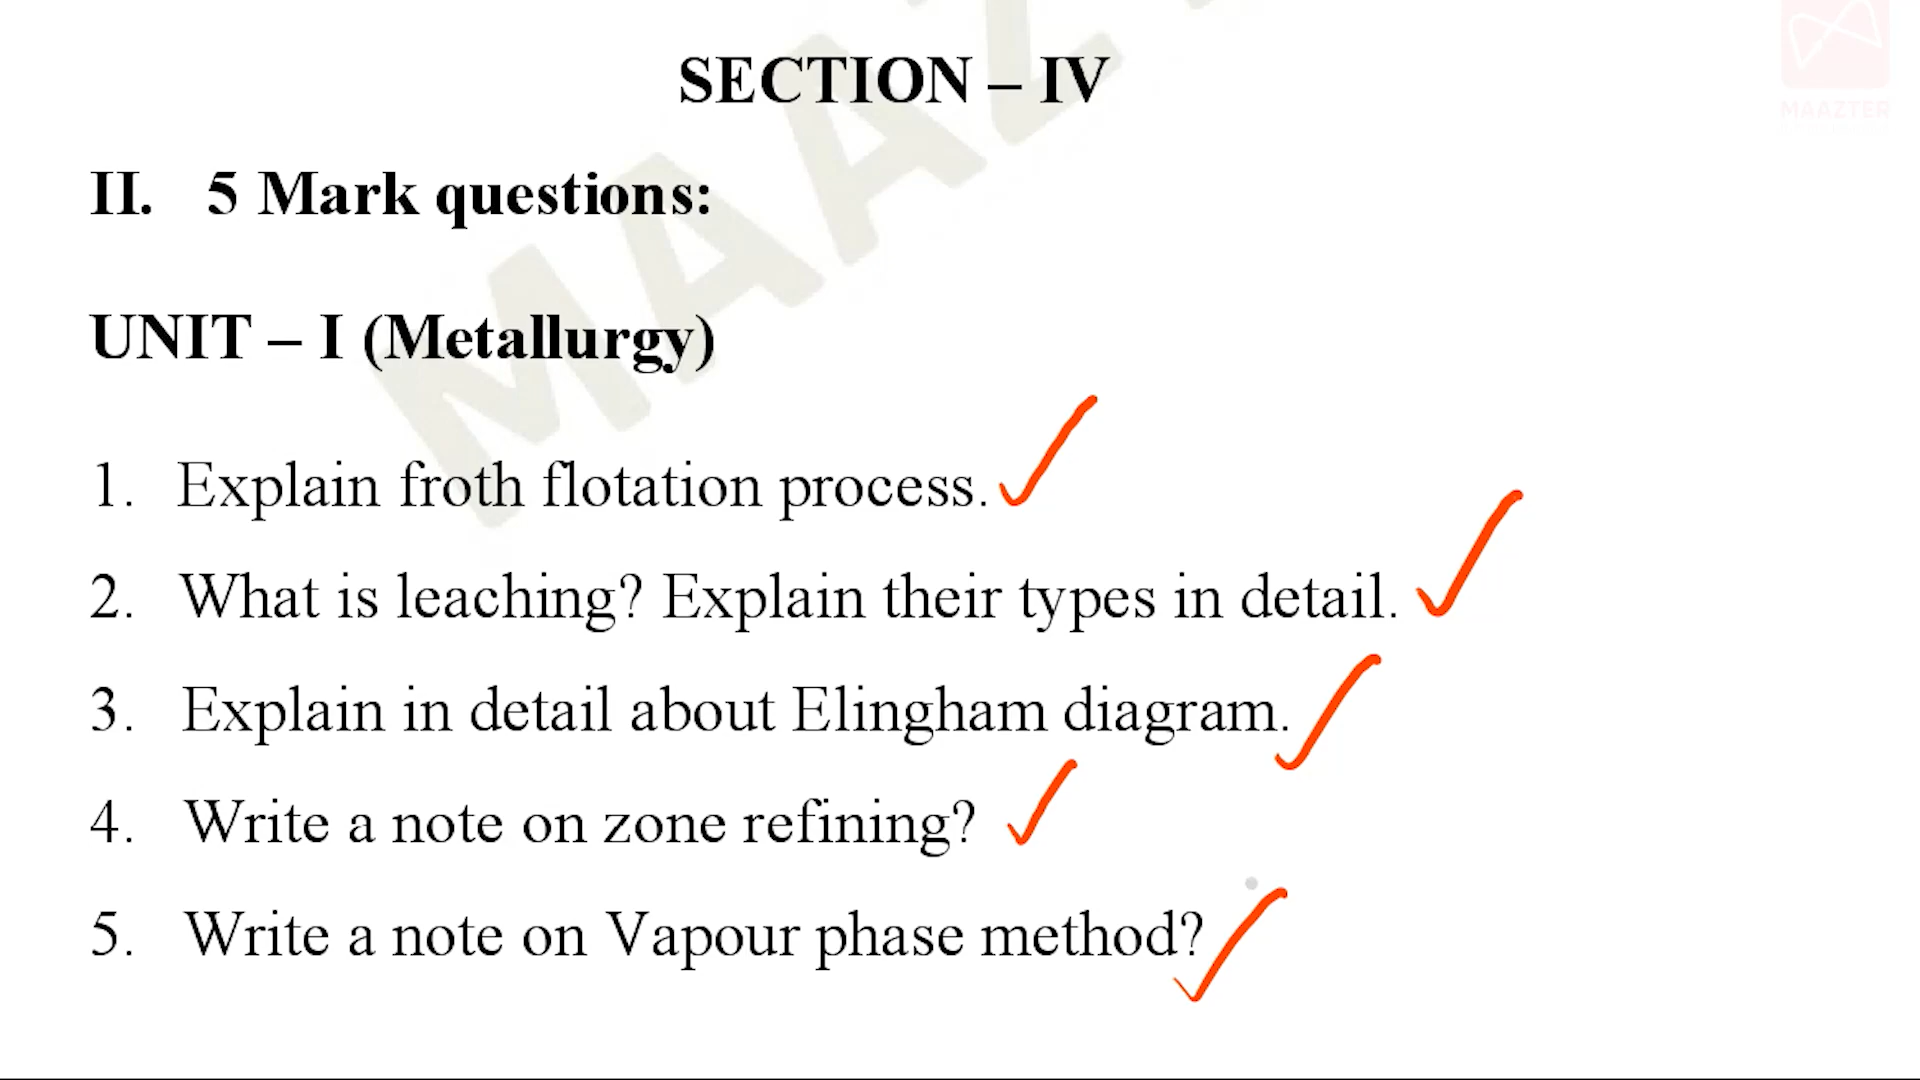 MAAZ
MAAZTER
SECTION – IV
II. 5 Mark questions:
UNIT – I (Metallurgy)
1. Explain froth flotation process.
2. What is leaching? Explain their types in detail.
3. Explain in detail about Elingham diagram.
4. Write a note on zone refining?
5. Write a note on Vapour phase method?